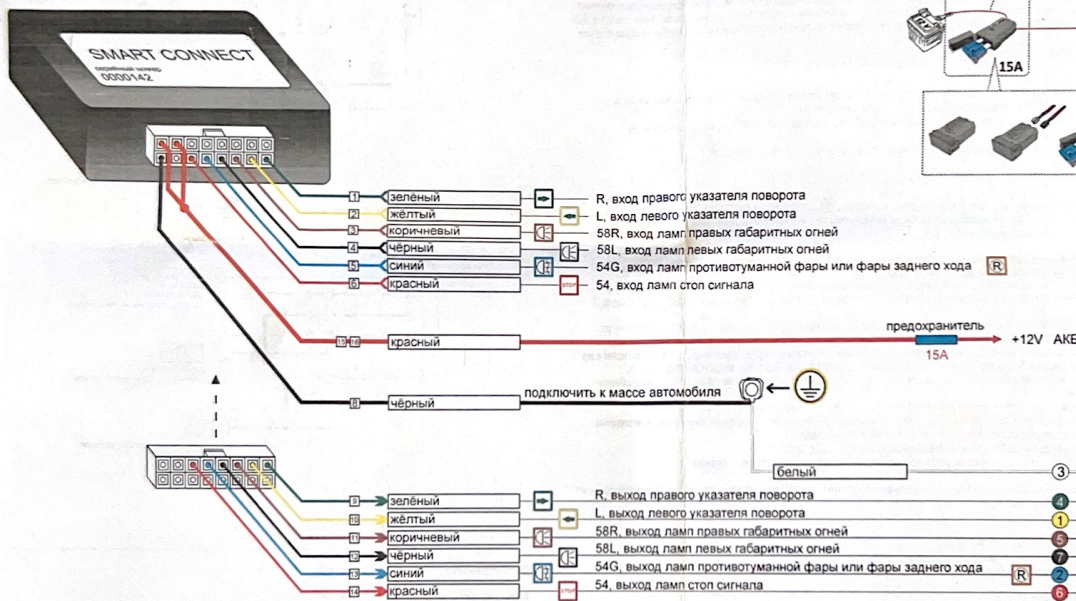 SMART CONNECT
серийный номер
0000142
15A
1 зелёный R, вход правого указателя поворота
2 жёлтый L, вход левого указателя поворота
3 коричневый 58R, вход ламп правых габаритных огней
4 чёрный 58L, вход ламп левых габаритных огней
5 синий 54G, вход ламп противотуманной фары или фары заднего хода R
6 красный STOP 54, вход ламп стоп сигнала
предохранитель
15 16 красный +12V АКБ
15A
8 чёрный подключить к массе автомобиля
белый 3
9 зелёный R, выход правого указателя поворота 4
10 жёлтый L, выход левого указателя поворота 1
11 коричневый 58R, выход ламп правых габаритных огней 5
12 чёрный 58L, выход ламп левых габаритных огней 7
13 синий 54G, выход ламп противотуманной фары или фары заднего хода R 2
14 красный STOP 54, выход ламп стоп сигнала 6